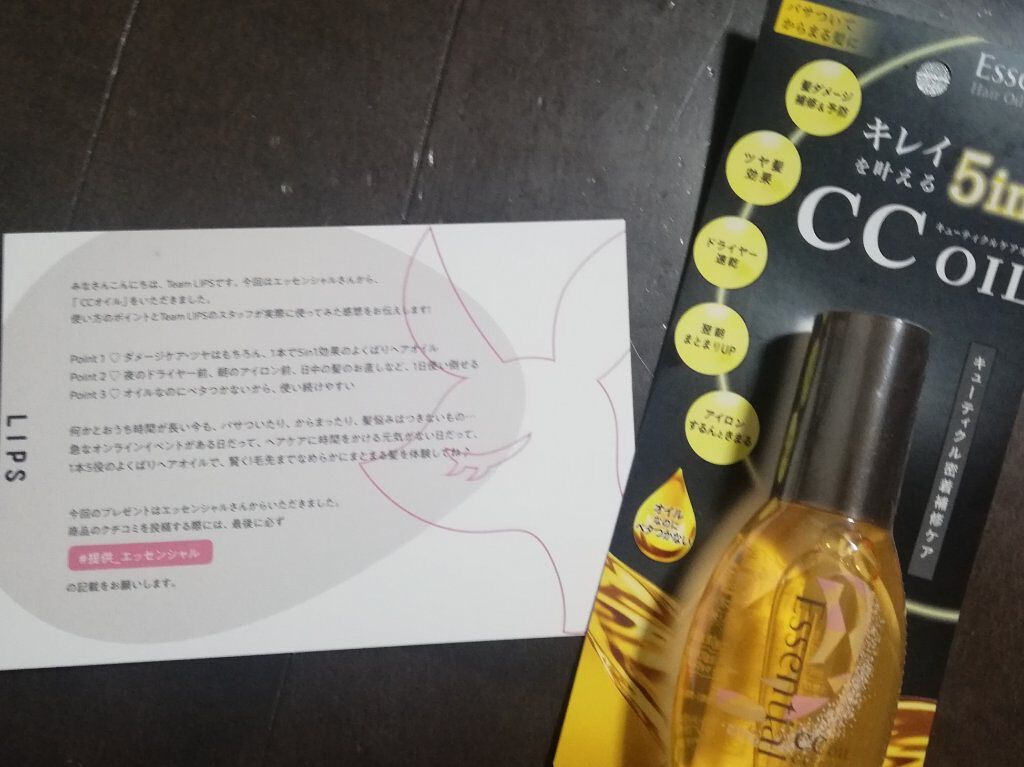 みなさんこんにちは、Team LIPSです。今回はエッセンシャルさんから、
「CCオイル」をいただきました。
使い方のポイントとTeam LIPSのスタッフが実際に使ってみた感想をお伝えします!
Point 1 ♡ ダメージケア・ツヤはもちろん、1本で5in1効果のよくばりヘアオイル
Point 2 ♡ 夜のドライヤー前、朝のアイロン前、日中の髪のお直しなど、1日使い倒せる
Point 3 ♡ オイルなのにベタつかないから、使い続けやすい
何かとおうち時間が長い今も、パサついたり、からまったり、髪悩みはつきないもの…
急なオンラインイベントがある日だって、ヘアケアに時間をかける元気がない日だって、
1本5役のよくばりヘアオイルで、賢く!毛先までなめらかにまとまる髪を体験してね♪
今回のプレゼントはエッセンシャルさんからいただきました。
商品のクチコミを投稿する際には、最後に必ず
#提供_エッセンシャル
の記載をお願いします。
LIPS
パサついて
からまる髪に
Esse
Hair Oil
髪ダメージ
補修&予防
キレイ
を叶える
5in
ツヤ髪
効果
CC OIL
キューティクルケア
ドライヤー
速乾
翌朝
まとまりUP
アイロン
するんときまる
オイル
なのに
ベタつかない
キューティクル密着補修ケア
Essential
CC OIL